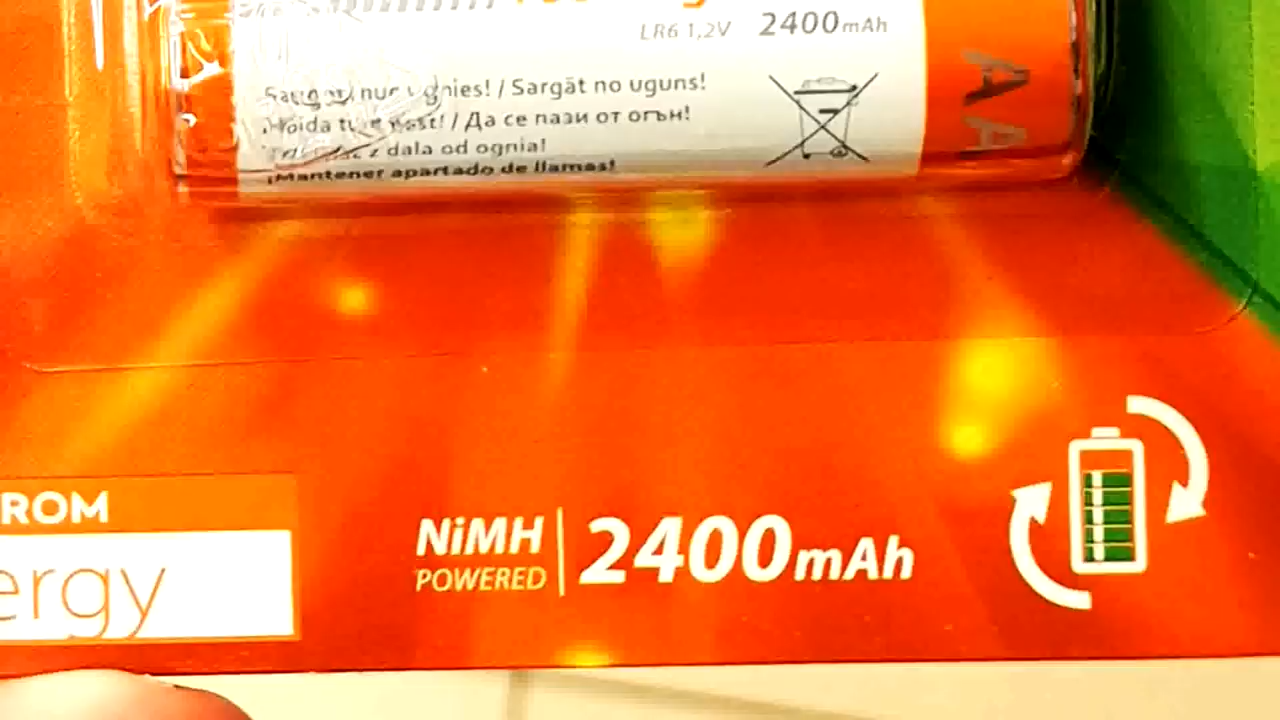 LR6 1,2V 2400mAh
nuo ugnies! / Sargāt no uguns!
Hoida tule eest! / Да се пази от огън!
z dala od ognia!
¡Mantener apartado de llamas!
AA
ROM
ergy
NiMH
POWERED
2400mAh